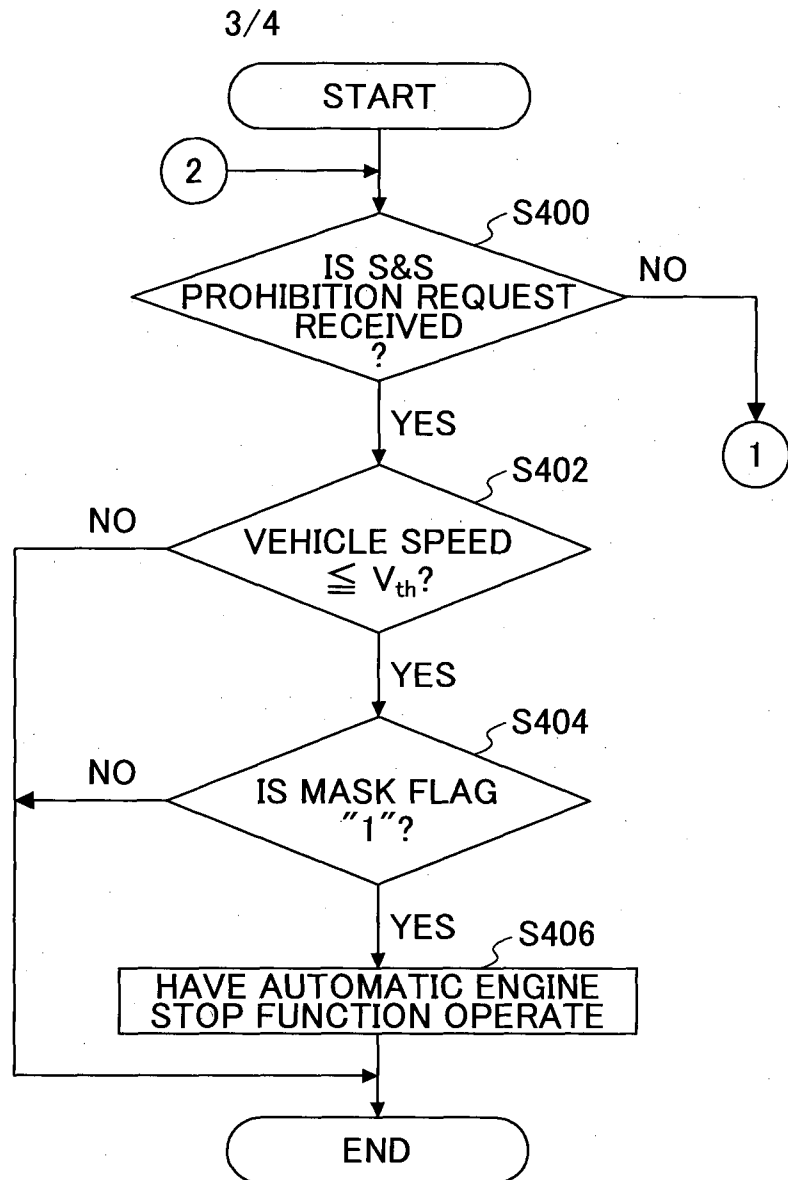 3/4
START
2
S400
IS S&S
PROHIBITION REQUEST
RECEIVED
?
NO
YES
1
S402
NO
VEHICLE SPEED
≦ Vth?
YES
S404
NO
IS MASK FLAG
"1"?
YES
S406
HAVE AUTOMATIC ENGINE
STOP FUNCTION OPERATE
END